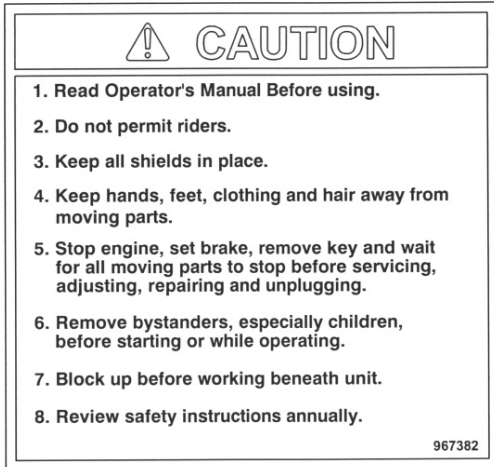 CAUTION
1. Read Operator's Manual Before using.
2. Do not permit riders.
3. Keep all shields in place.
4. Keep hands, feet, clothing and hair away from
moving parts.
5. Stop engine, set brake, remove key and wait
for all moving parts to stop before servicing,
adjusting, repairing and unplugging.
6. Remove bystanders, especially children,
before starting or while operating.
7. Block up before working beneath unit.
8. Review safety instructions annually.
967382